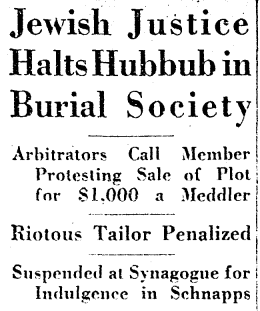 Jewish Justice
Halts Hubbub in
Burial Society
Arbitrators Call Member
Protesting Sale of Plot
for $1,000 a Meddler
Riotous Tailor Penalized
Suspended at Synagogue for
Indulgence in Schnapps